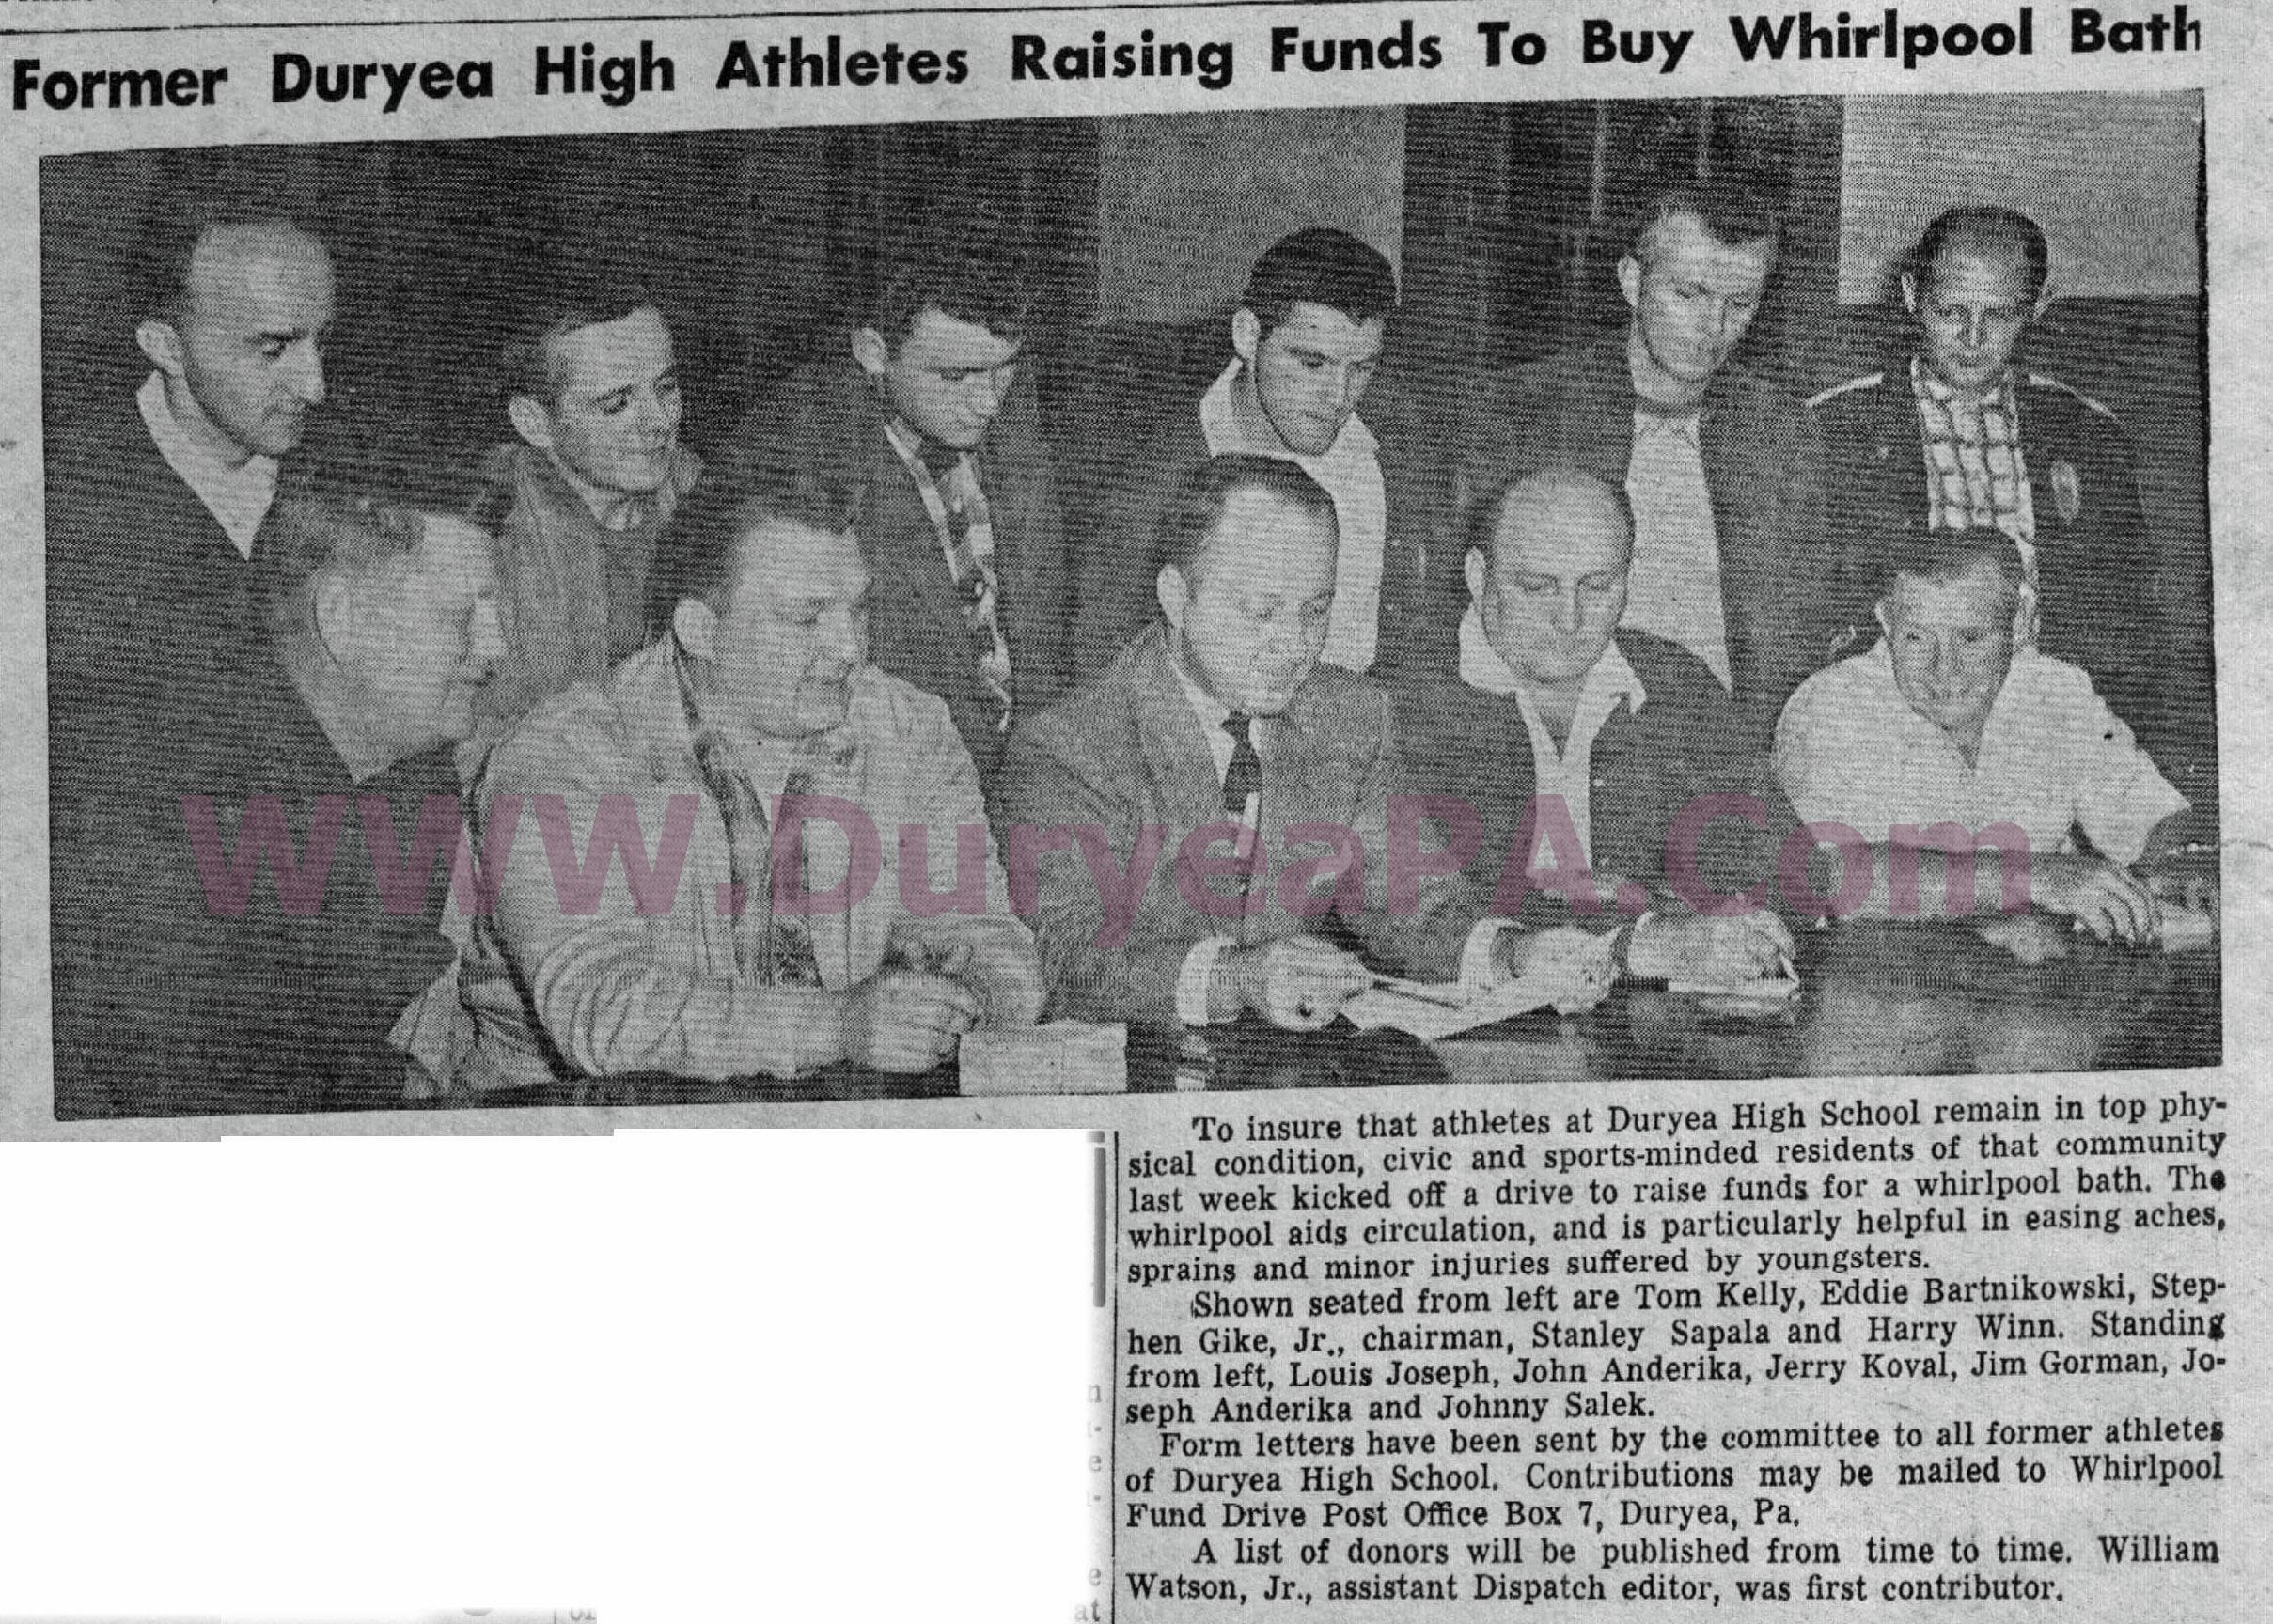 Former Duryea High Athletes Raising Funds To Buy Whirlpool Bath
WWW.DuryeaPA.Com
To insure that athletes at Duryea High School remain in top phy-
sical condition, civic and sports-minded residents of that community
last week kicked off a drive to raise funds for a whirlpool bath. The
whirlpool aids circulation, and is particularly helpful in easing aches,
sprains and minor injuries suffered by youngsters.
Shown seated from left are Tom Kelly, Eddie Bartnikowski, Step-
hen Gike, Jr., chairman, Stanley Sapala and Harry Winn. Standing
from left, Louis Joseph, John Anderika, Jerry Koval, Jim Gorman, Jo-
seph Anderika and Johnny Salek.
Form letters have been sent by the committee to all former athletes
of Duryea High School. Contributions may be mailed to Whirlpool
Fund Drive Post Office Box 7, Duryea, Pa.
A list of donors will be published from time to time. William
Watson, Jr., assistant Dispatch editor, was first contributor.